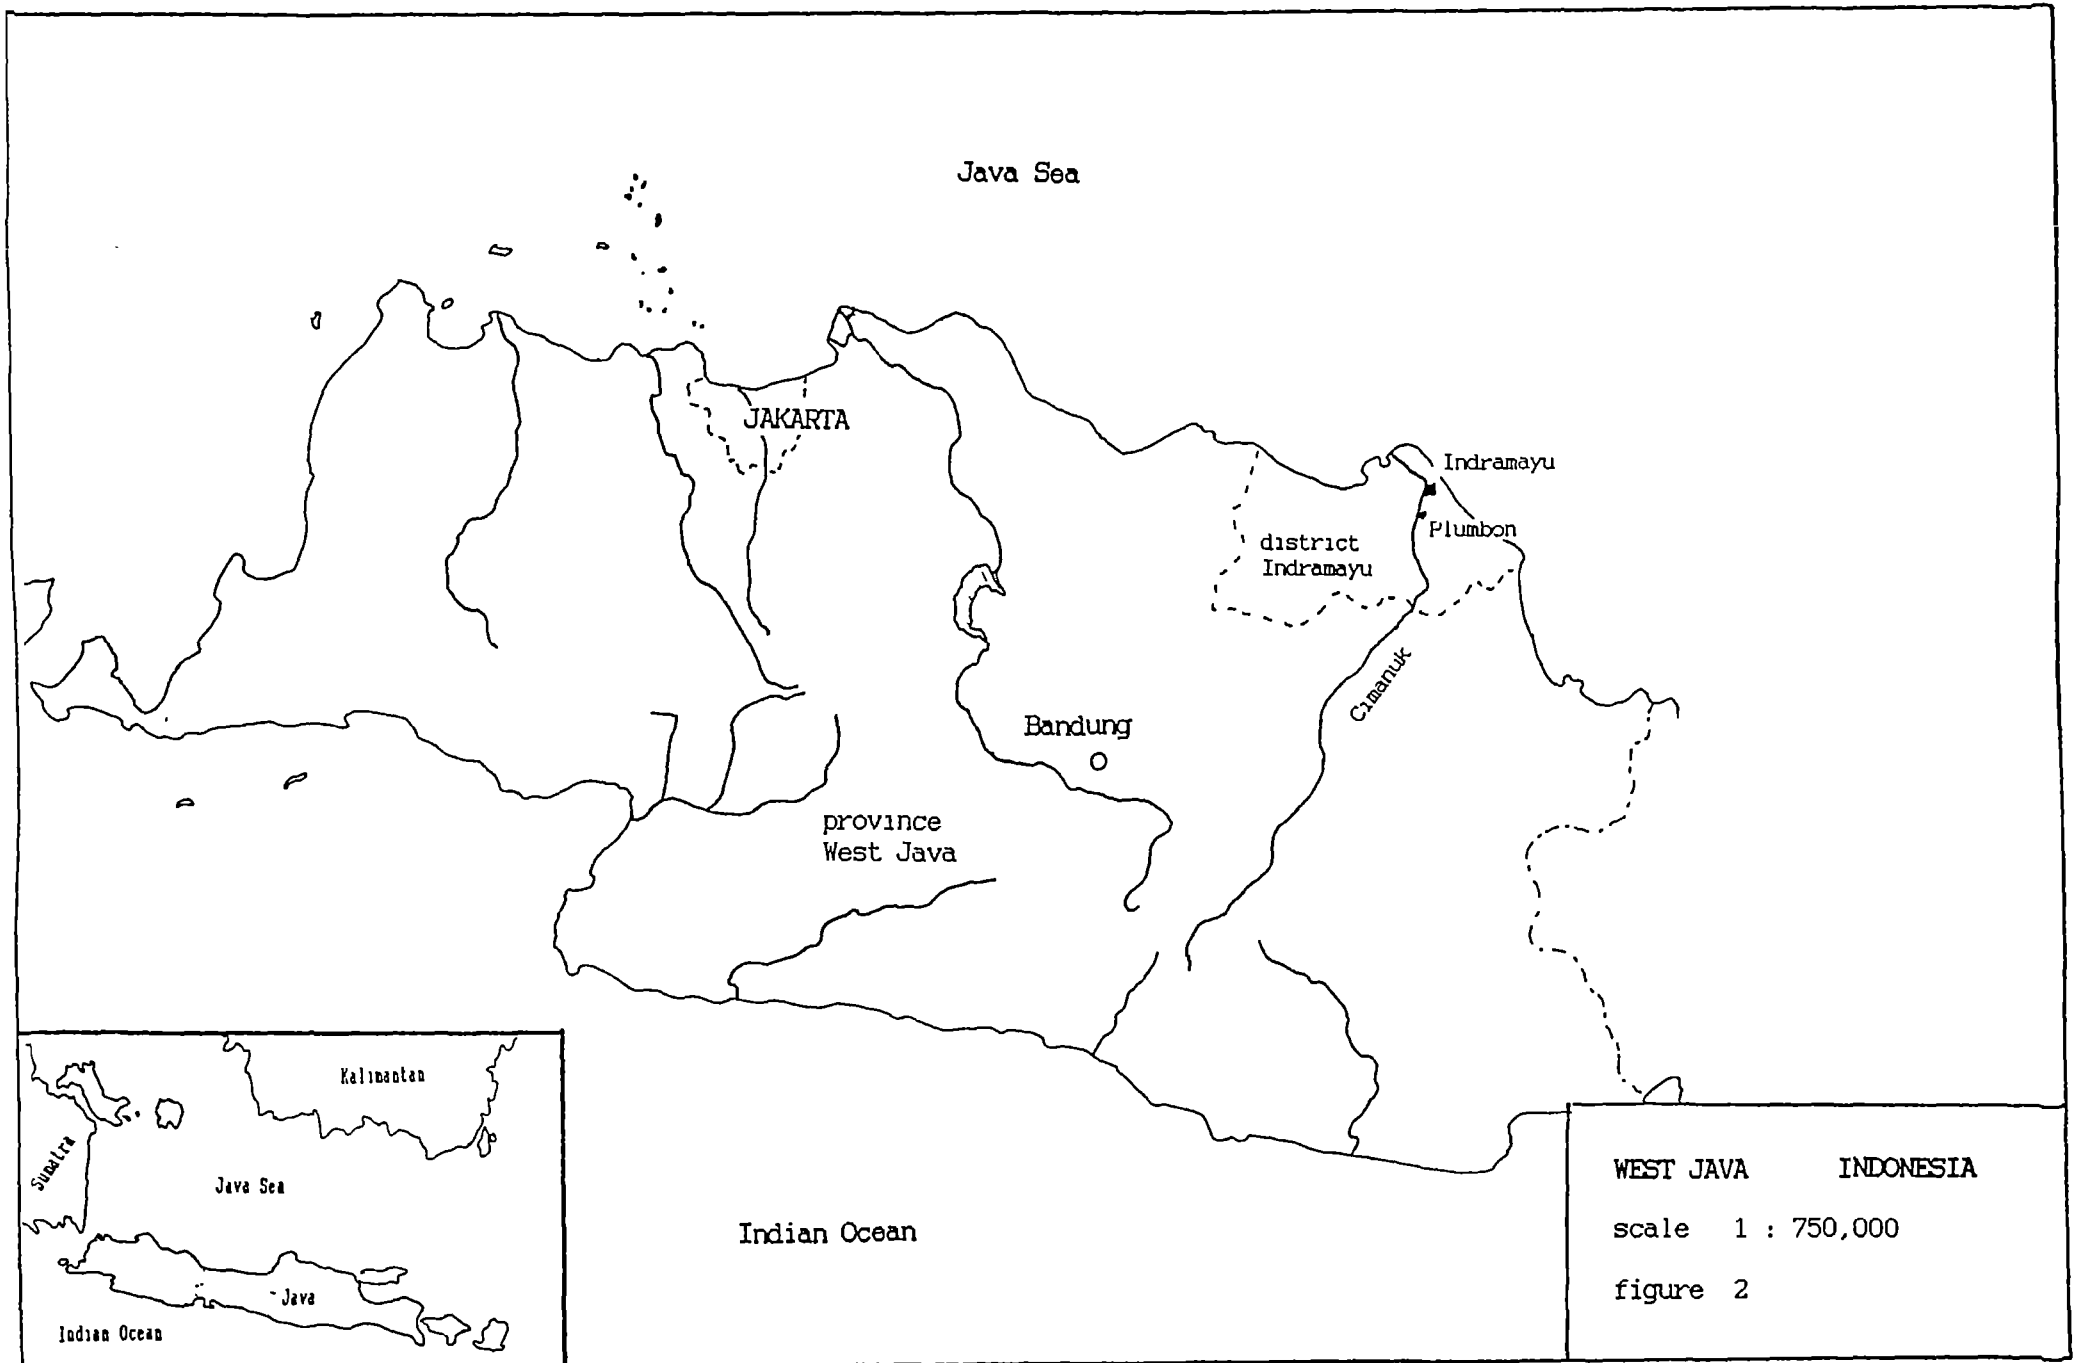 Java Sea
JAKARTA
Indramayu
Plumbon
district
Indramayu
Cimanuk
Bandung
province
West Java
Indian Ocean
Kalimantan
Sumatra
Java Sea
Java
Indian Ocean
WEST JAVA INDONESIA
scale 1 : 750,000
figure 2